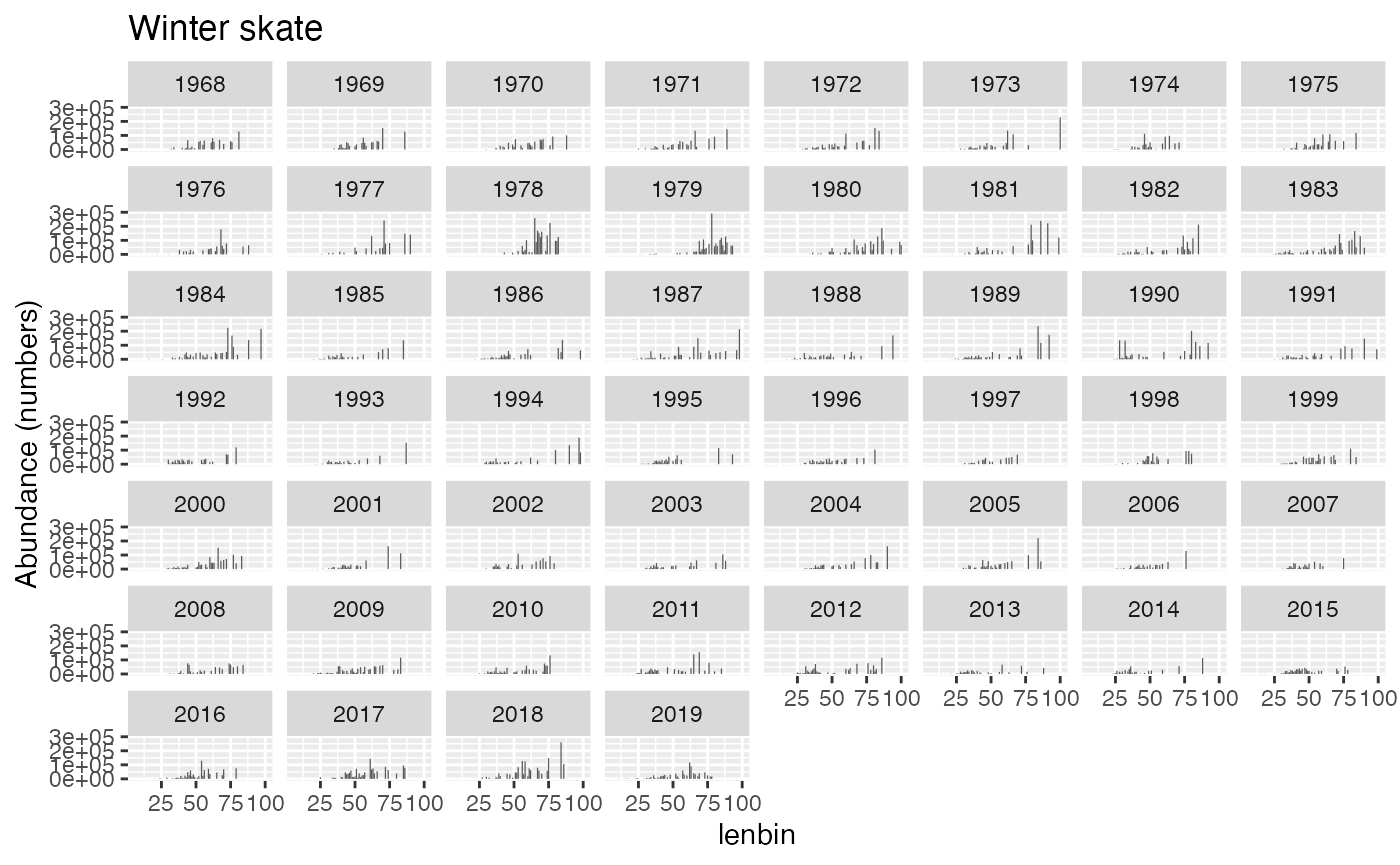 Winter skate
1968 1969 1970 1971 1972 1973 1974 1975
3e+05
2e+05
1e+05
0e+00
1976 1977 1978 1979 1980 1981 1982 1983
3e+05
2e+05
1e+05
0e+00
1984 1985 1986 1987 1988 1989 1990 1991
3e+05
2e+05
1e+05
0e+00
1992 1993 1994 1995 1996 1997 1998 1999
3e+05
2e+05
1e+05
0e+00
2000 2001 2002 2003 2004 2005 2006 2007
3e+05
2e+05
1e+05
0e+00
2008 2009 2010 2011 2012 2013 2014 2015
3e+05
2e+05
1e+05
0e+00
25 50 75 100 25 50 75 100 25 50 75 100 25 50 75 100
2016 2017 2018 2019
3e+05
2e+05
1e+05
0e+00
25 50 75 100 25 50 75 100 25 50 75 100 25 50 75 100
Abundance (numbers)
lenbin